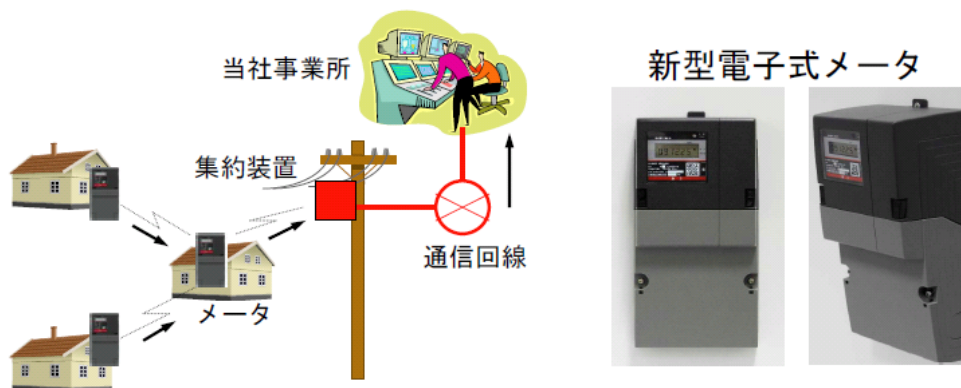 当社事業所
新型電子式メータ
集約装置
通信回線
メータ